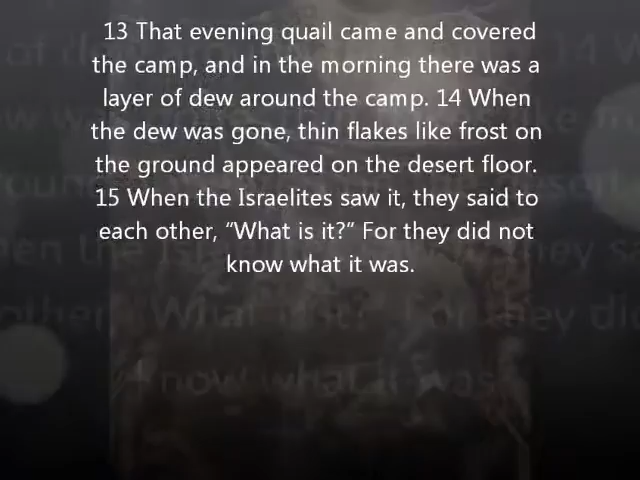 13 That evening quail came and covered
the camp, and in the morning there was a
layer of dew around the camp. 14 When
the dew was gone, thin flakes like frost on
the ground appeared on the desert floor.
15 When the Israelites saw it, they said to
each other, “What is it?” For they did not
know what it was.